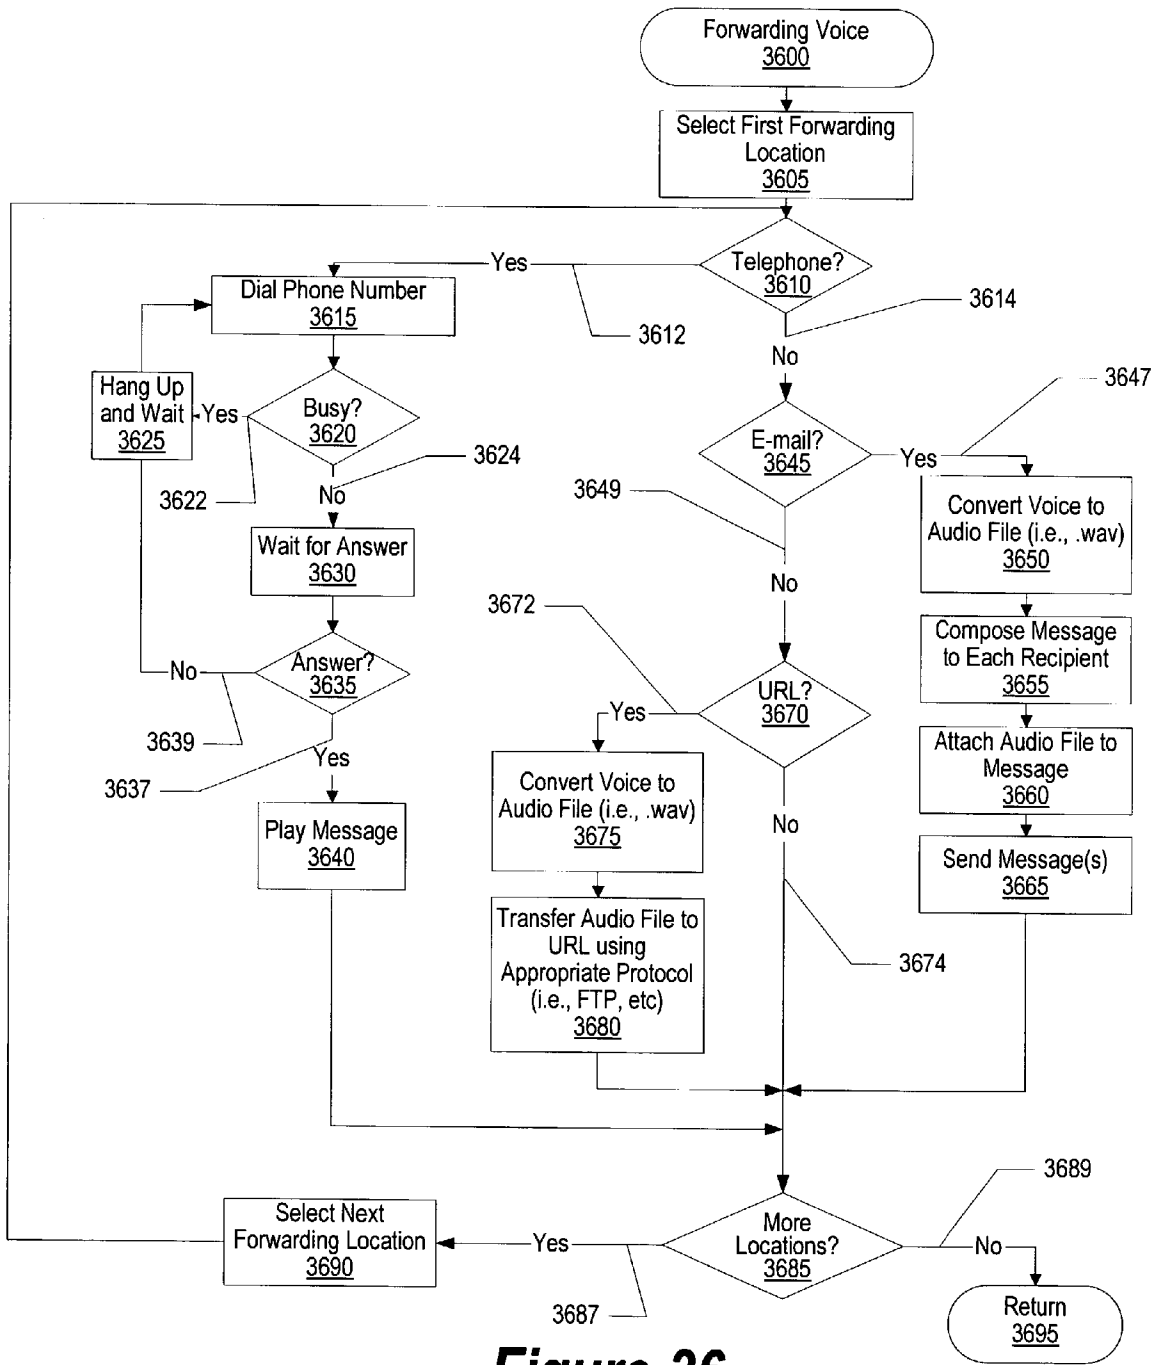 Forwarding Voice
3600
Select First Forwarding
Location
3605
Telephone?
3610
Yes
3612
3614
No
Dial Phone Number
3615
Hang Up
and Wait
3625
Yes
Busy?
3620
3622
3624
No
E-mail?
3645
Yes
3647
3649
No
Wait for Answer
3630
Convert Voice to
Audio File (i.e., .wav)
3650
Answer?
3635
No
3639
3637
Yes
3672
URL?
3670
Yes
Compose Message
to Each Recipient
3655
Attach Audio File to
Message
3660
Convert Voice to
Audio File (i.e., .wav)
3675
No
Play Message
3640
Send Message(s)
3665
Transfer Audio File to
URL using
Appropriate Protocol
(i.e., FTP, etc)
3680
3674
Select Next
Forwarding Location
3690
Yes
3687
More
Locations?
3685
3689
No
Return
3695
Figure 36